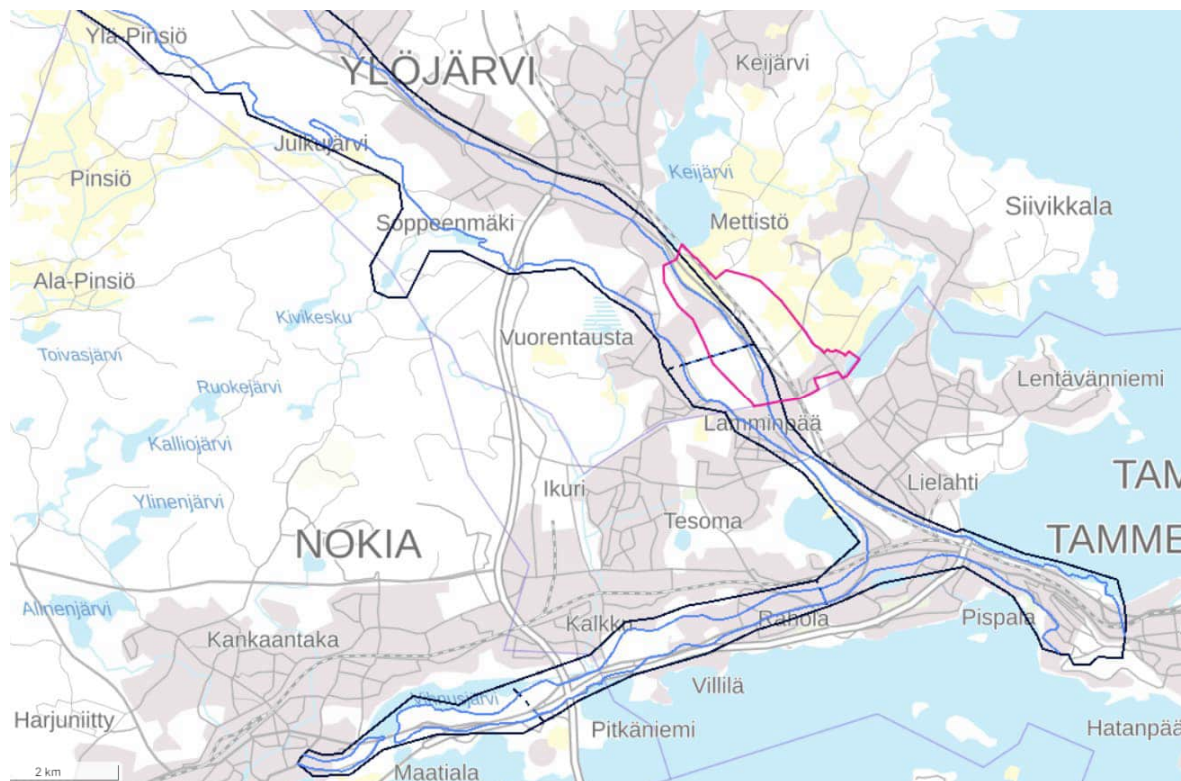 Ylä-Pinsiö
YLÖJÄRVI
Keijärvi
Julkujärvi
Keijärvi
Pinsiö
Siivikkala
Mettistö
Soppeenmäki
Ala-Pinsiö
Kivikesku
Vuorentausta
Toivasjärvi
Lentävänniemi
Ruokejärvi
Lamminpää
Kalliojärvi
TAM
Lielahti
Ikuri
Ylinenjärvi
Tesoma
NOKIA
TAMME
Alinenjärvi
Rahola
Pispala
Kalkku
Kankaantaka
Villilä
Vihnusjärvi
Harjuniitty
Pitkäniemi
Hatanpää
2 km
Maatiala